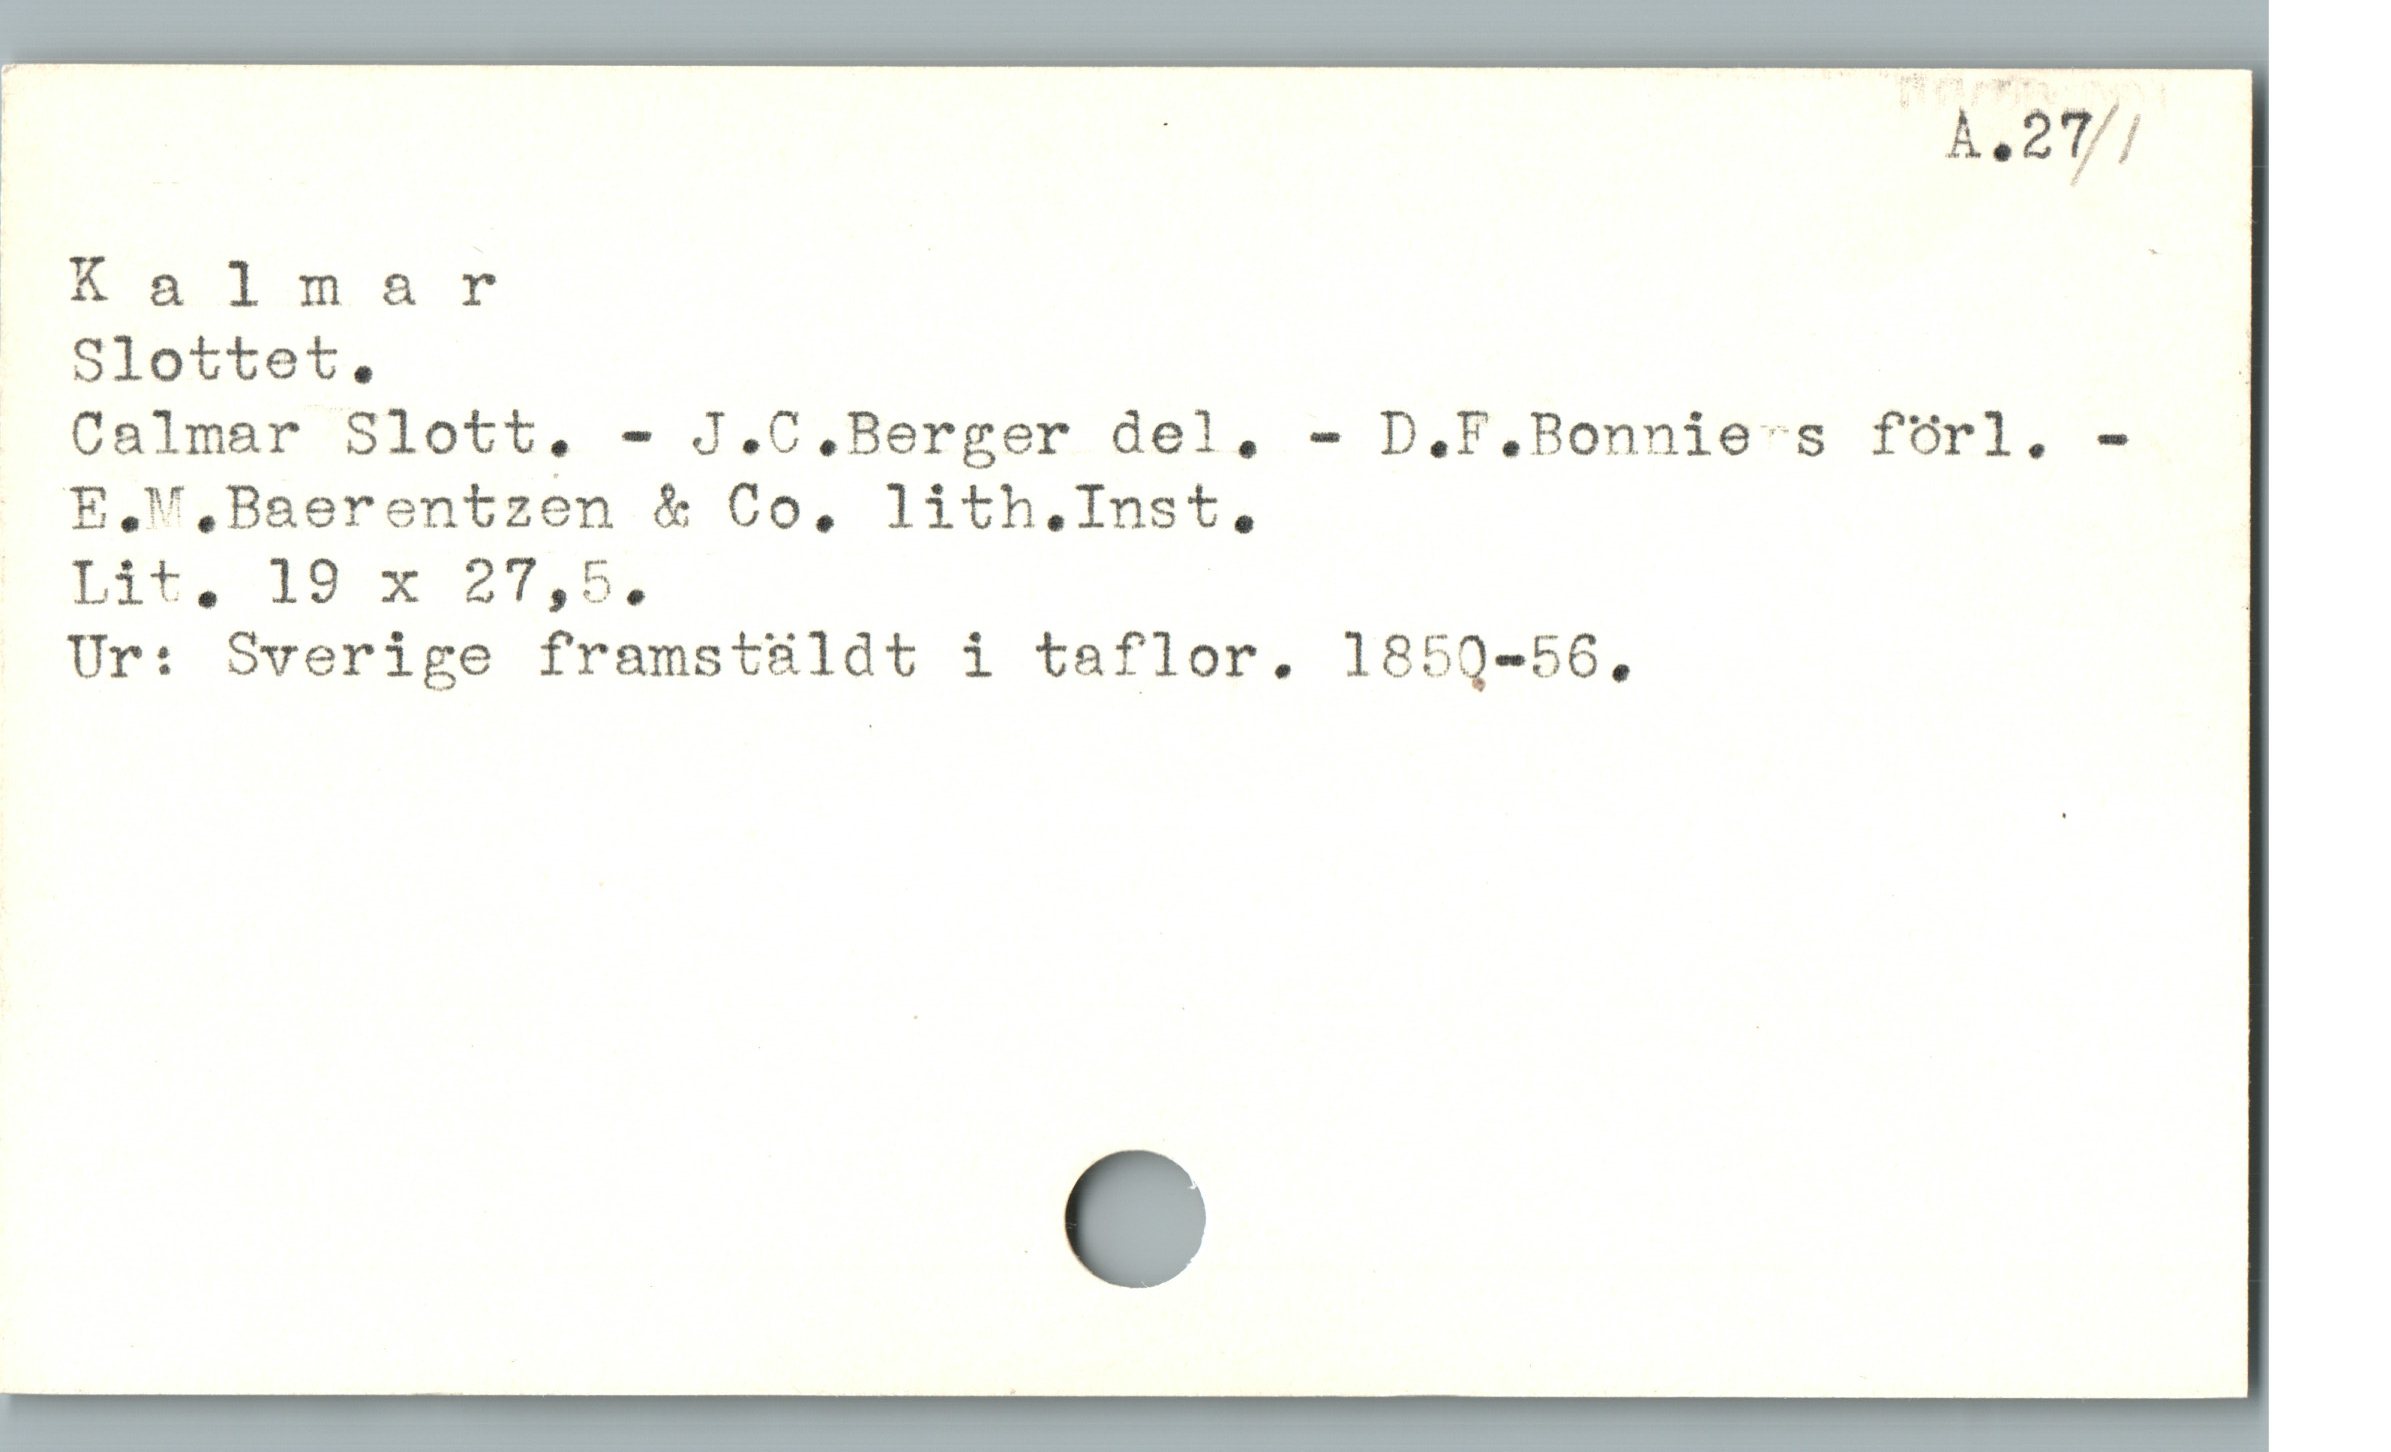 A.27/1
K a l m a r
Slottet.
Calmar Slott. - J.C.Berger del. - D.F.Bonniers förl. -
E.M.Baerentzen & Co. lith.Inst.
Lit. 19 x 27,5.
Ur: Sverige framstäldt i taflor. 1850-56.